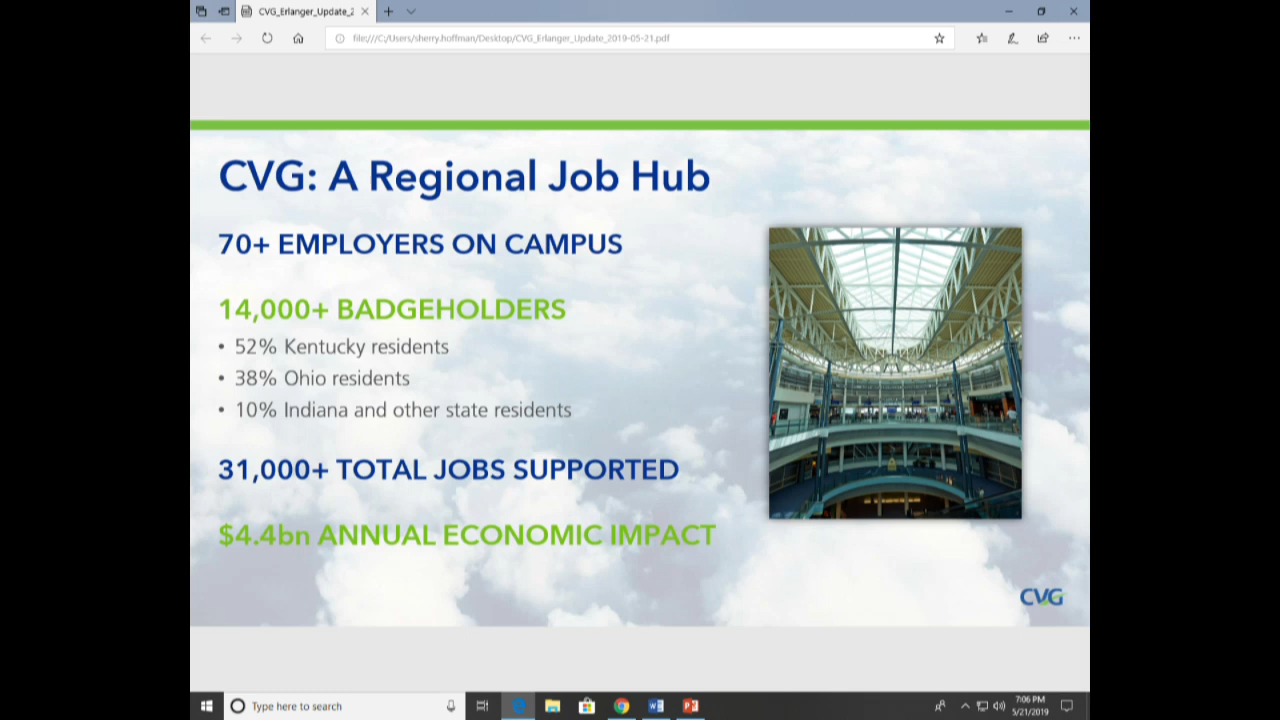 CVG_Erlanger_Update_2
file:///C:/Users/sherry.hoffman/Desktop/CVG_Erlanger_Update_2019-05-21.pdf
CVG: A Regional Job Hub
70+ EMPLOYERS ON CAMPUS
14,000+ BADGEHOLDERS
• 52% Kentucky residents
• 38% Ohio residents
• 10% Indiana and other state residents
31,000+ TOTAL JOBS SUPPORTED
$4.4bn ANNUAL ECONOMIC IMPACT
CVG
Type here to search
7:06 PM
5/21/2019